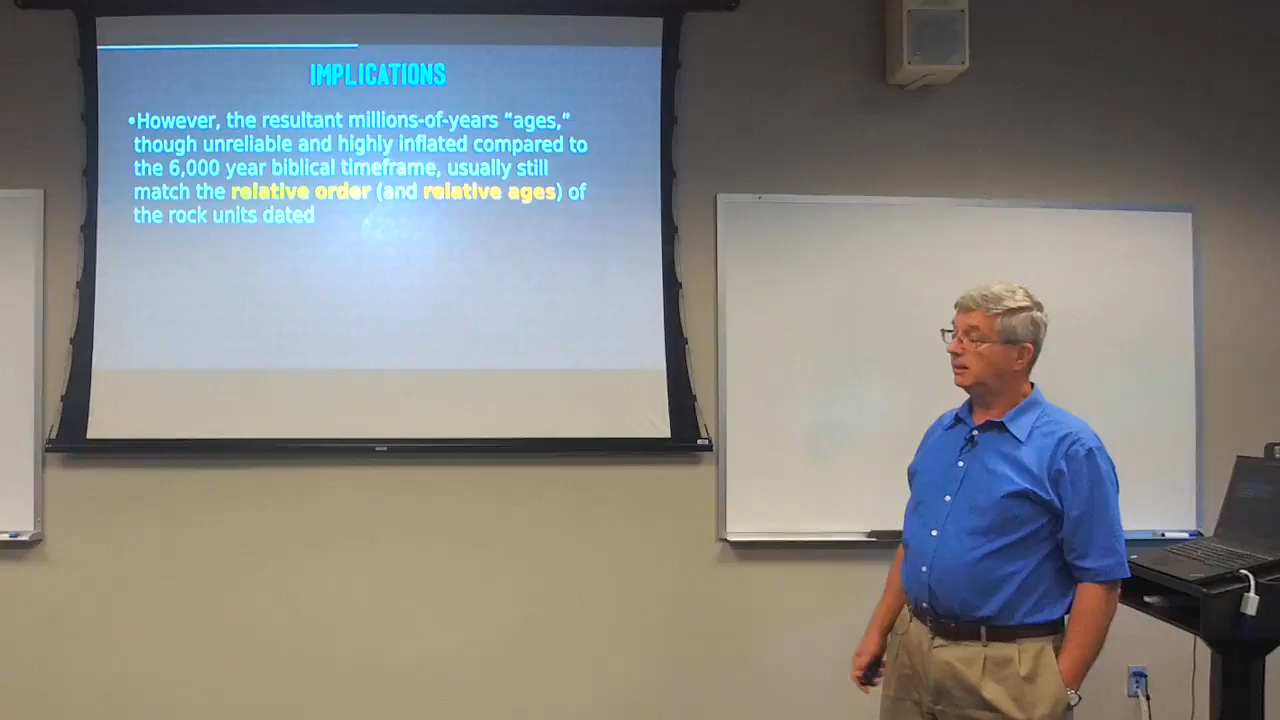 IMPLICATIONS
•However, the resultant millions-of-years “ages,”
though unreliable and highly inflated compared to
the 6,000 year biblical timeframe, usually still
match the relative order (and relative ages) of
the rock units dated